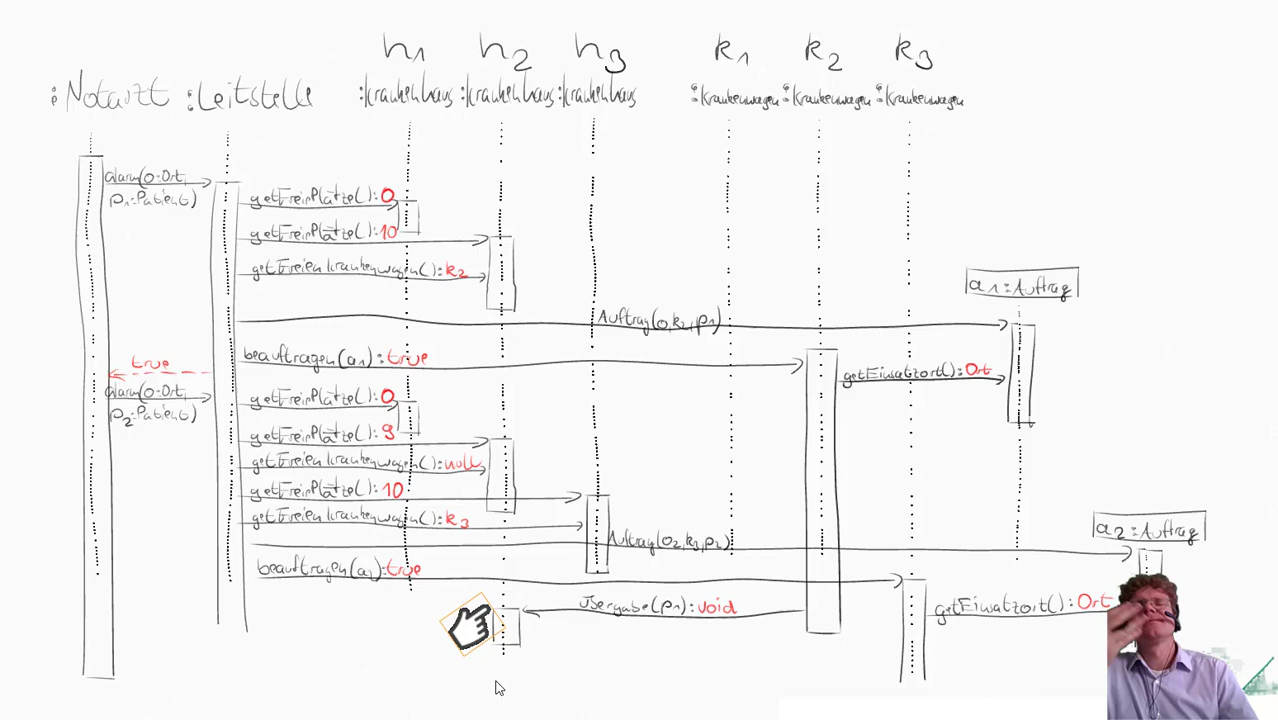 h1 h2 h3 k1 k2 k3
:Notarzt :Leitstelle :Krankenhaus :Krankenhaus :Krankenhaus :Krankenwagen :Krankenwagen :Krankenwagen
alarm(o:Ort,
p1:Patient)
getFreiePlätze():0
getFreiePlätze():10
getFreienKrankenwagen():k2
a1:Auftrag
Auftrag(o,k2,p1)
beauftragen(a1):true
true
getEinsatzort():Ort
alarm(o:Ort,
p2:Patient)
getFreiePlätze():0
getFreiePlätze():9
getFreienKrankenwagen():null
getFreiePlätze():10
getFreienKrankenwagen():k3
a2:Auftrag
Auftrag(o2,k3,p2)
beauftragen(a2):true
Übergabe(p1):void
getEinsatzort():Ort